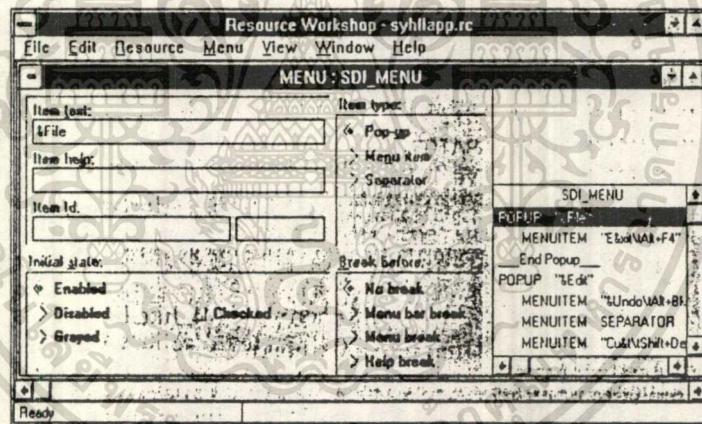 Resource Workshop - syhllapp.rc
File Edit Resource Menu View Window Help
MENU : SDI_MENU
Item text:
&File
Item help:
Item Id.
Initial state:
Enabled
Disabled
Grayed
Checked
Item type:
Pop-up
Menu item
Separator
Break before:
No break
Menu bar break
Menu break
Help break
SDI_MENU
POPUP "&File"
MENUITEM "E&xit\tAlt+F4"
End Popup
POPUP "&Edit"
MENUITEM "&Undo\tAlt+BK
MENUITEM SEPARATOR
MENUITEM "Cu&t\tShift+De
Ready